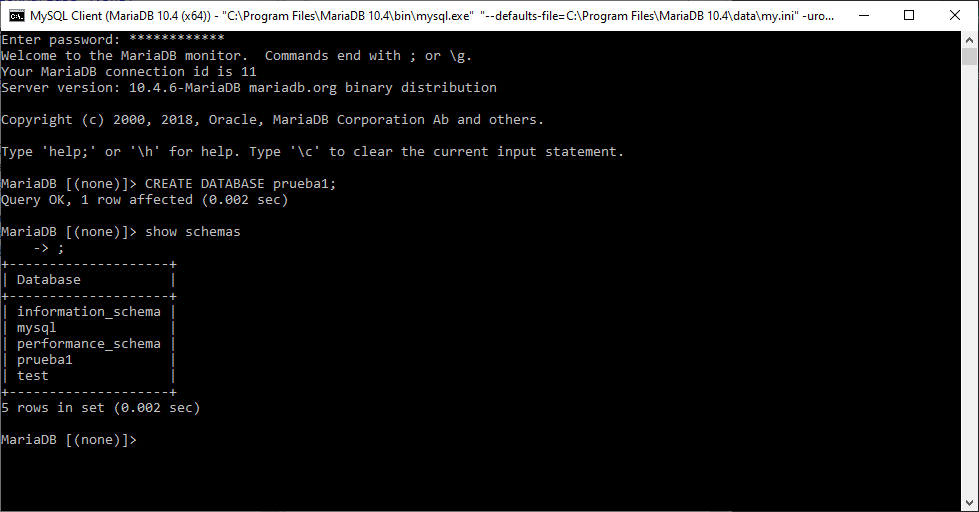 MySQL Client (MariaDB 10.4 (x64)) - "C:\Program Files\MariaDB 10.4\bin\mysql.exe"  "--defaults-file=C:\Program Files\MariaDB 10.4\data\my.ini" -uro...
Enter password: ************
Welcome to the MariaDB monitor.  Commands end with ; or \g.
Your MariaDB connection id is 11
Server version: 10.4.6-MariaDB mariadb.org binary distribution

Copyright (c) 2000, 2018, Oracle, MariaDB Corporation Ab and others.

Type 'help;' or '\h' for help. Type '\c' to clear the current input statement.

MariaDB [(none)]> CREATE DATABASE prueba1;
Query OK, 1 row affected (0.002 sec)

MariaDB [(none)]> show schemas
    -> ;
+--------------------+
| Database           |
+--------------------+
| information_schema |
| mysql              |
| performance_schema |
| prueba1            |
| test               |
+--------------------+
5 rows in set (0.002 sec)

MariaDB [(none)]>